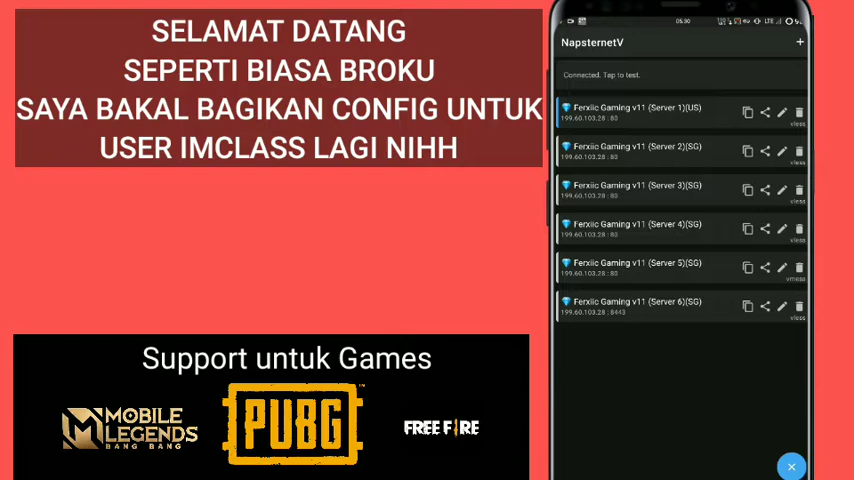 SELAMAT DATANG
SEPERTI BIASA BROKU
SAYA BAKAL BAGIKAN CONFIG UNTUK
USER IMCLASS LAGI NIHH
05.30
LTE
NapsternetV
+
Connected. Tap to test.
Ferxiic Gaming v11 (Server 1)(US)
199.60.103.28 : 80
vless
Ferxiic Gaming v11 (Server 2)(SG)
199.60.103.28 : 80
vless
Ferxiic Gaming v11 (Server 3)(SG)
199.60.103.28 : 80
vless
Ferxiic Gaming v11 (Server 4)(SG)
199.60.103.28 : 80
vless
Ferxiic Gaming v11 (Server 5)(SG)
199.60.103.28 : 80
vmess
Ferxiic Gaming v11 (Server 6)(SG)
199.60.103.28 : 8443
vless
Support untuk Games
MOBILE
LEGENDS
BANG BANG
PUBG
FREE FIRE